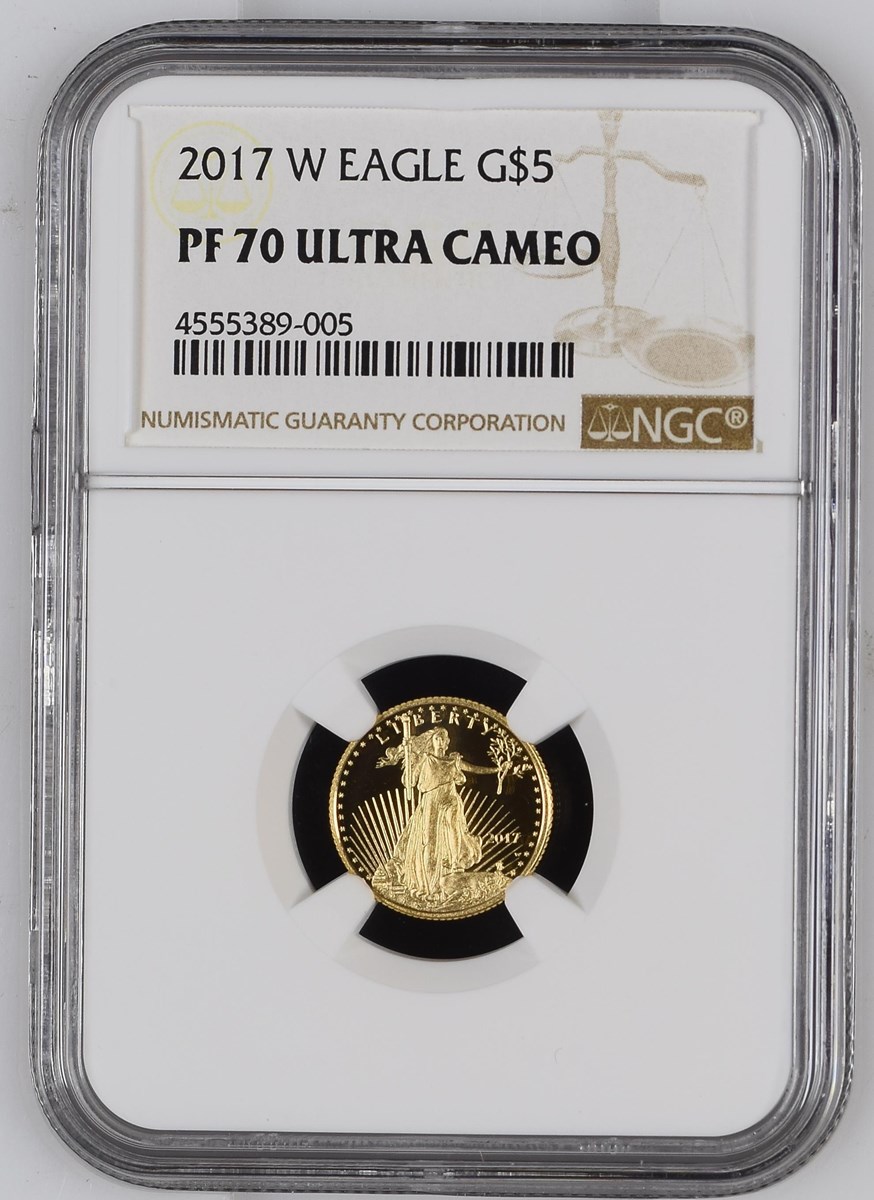 2017 W EAGLE G$5
PF 70 ULTRA CAMEO
4555389-005
NUMISMATIC GUARANTY CORPORATION
NGC®
LIBERTY
2017